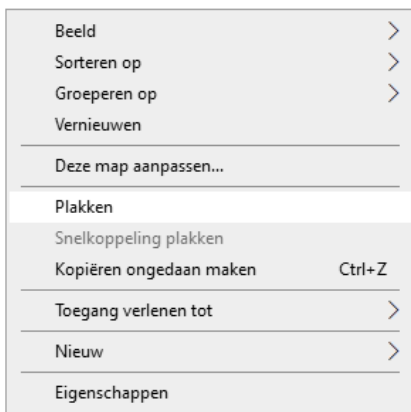 Beeld
Sorteren op
Groeperen op
Vernieuwen
Deze map aanpassen...
Plakken
Snelkoppeling plakken
Kopiëren ongedaan maken Ctrl+Z
Toegang verlenen tot
Nieuw
Eigenschappen